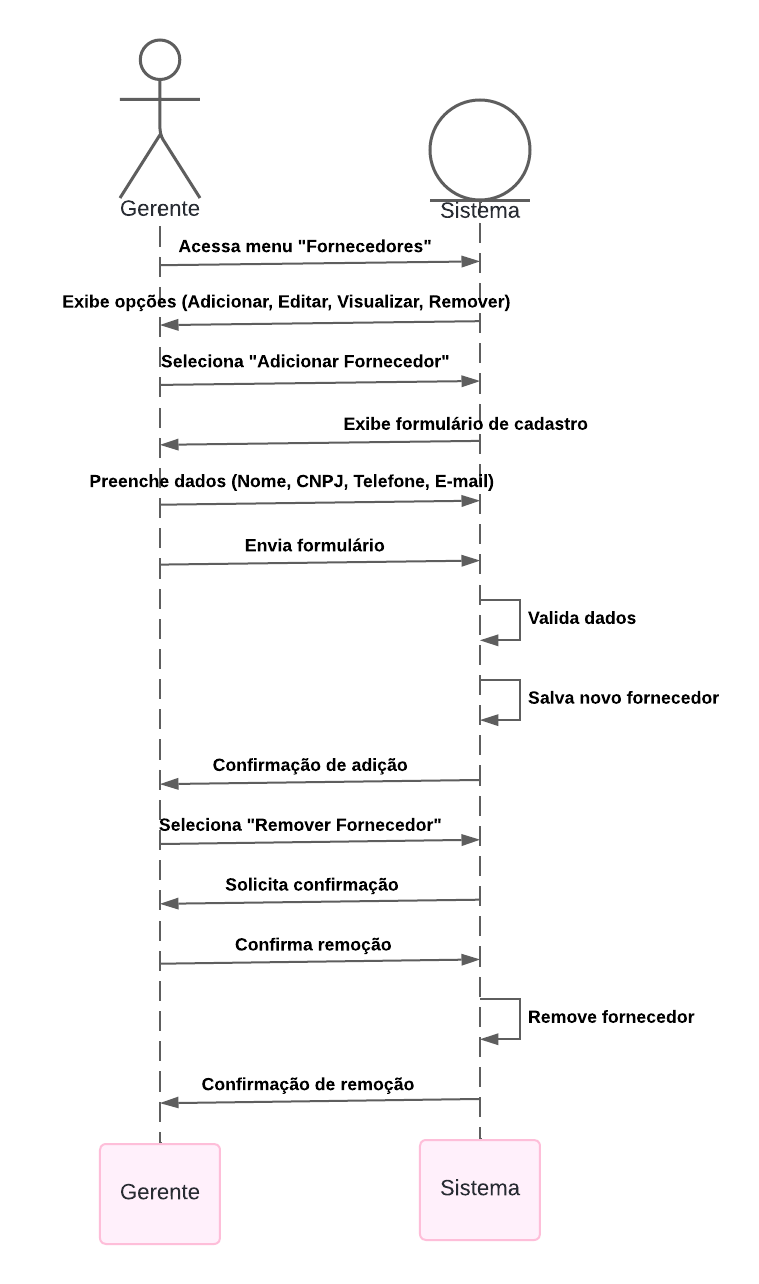 Gerente
Sistema
Acessa menu "Fornecedores"
Exibe opções (Adicionar, Editar, Visualizar, Remover)
Seleciona "Adicionar Fornecedor"
Exibe formulário de cadastro
Preenche dados (Nome, CNPJ, Telefone, E-mail)
Envia formulário
Valida dados
Salva novo fornecedor
Confirmação de adição
Seleciona "Remover Fornecedor"
Solicita confirmação
Confirma remoção
Remove fornecedor
Confirmação de remoção
Gerente
Sistema